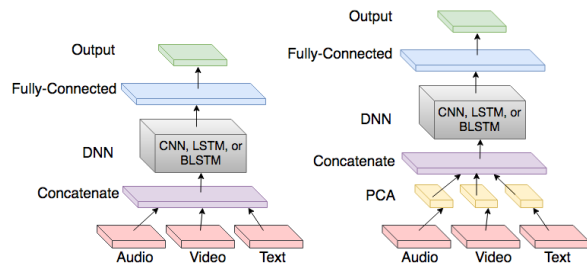 Output
Fully-Connected
DNN
CNN, LSTM, or
BLSTM
Concatenate
Audio
Video
Text
Output
Fully-Connected
DNN
CNN, LSTM, or
BLSTM
Concatenate
PCA
Audio
Video
Text